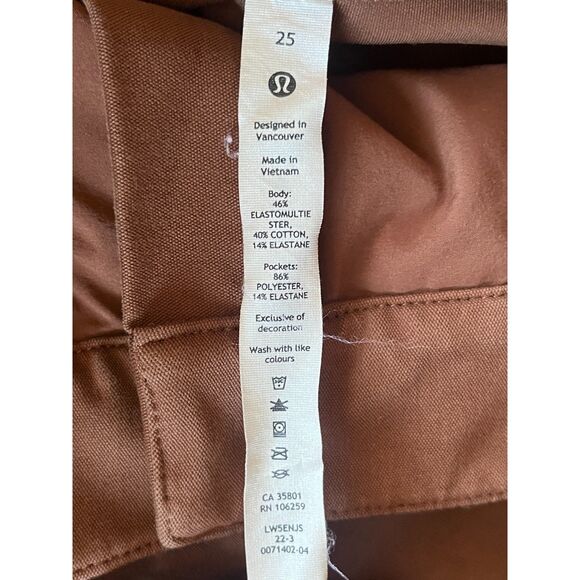 25
Designed in
Vancouver
Made in
Vietnam
Body:
46%
ELASTOMULTIE
STER,
40% COTTON,
14% ELASTANE
Pockets:
86%
POLYESTER,
14% ELASTANE
Exclusive of
decoration
Wash with like
colours
CA 35801
RN 106259
LW5ENJS
22-3
0071402-04